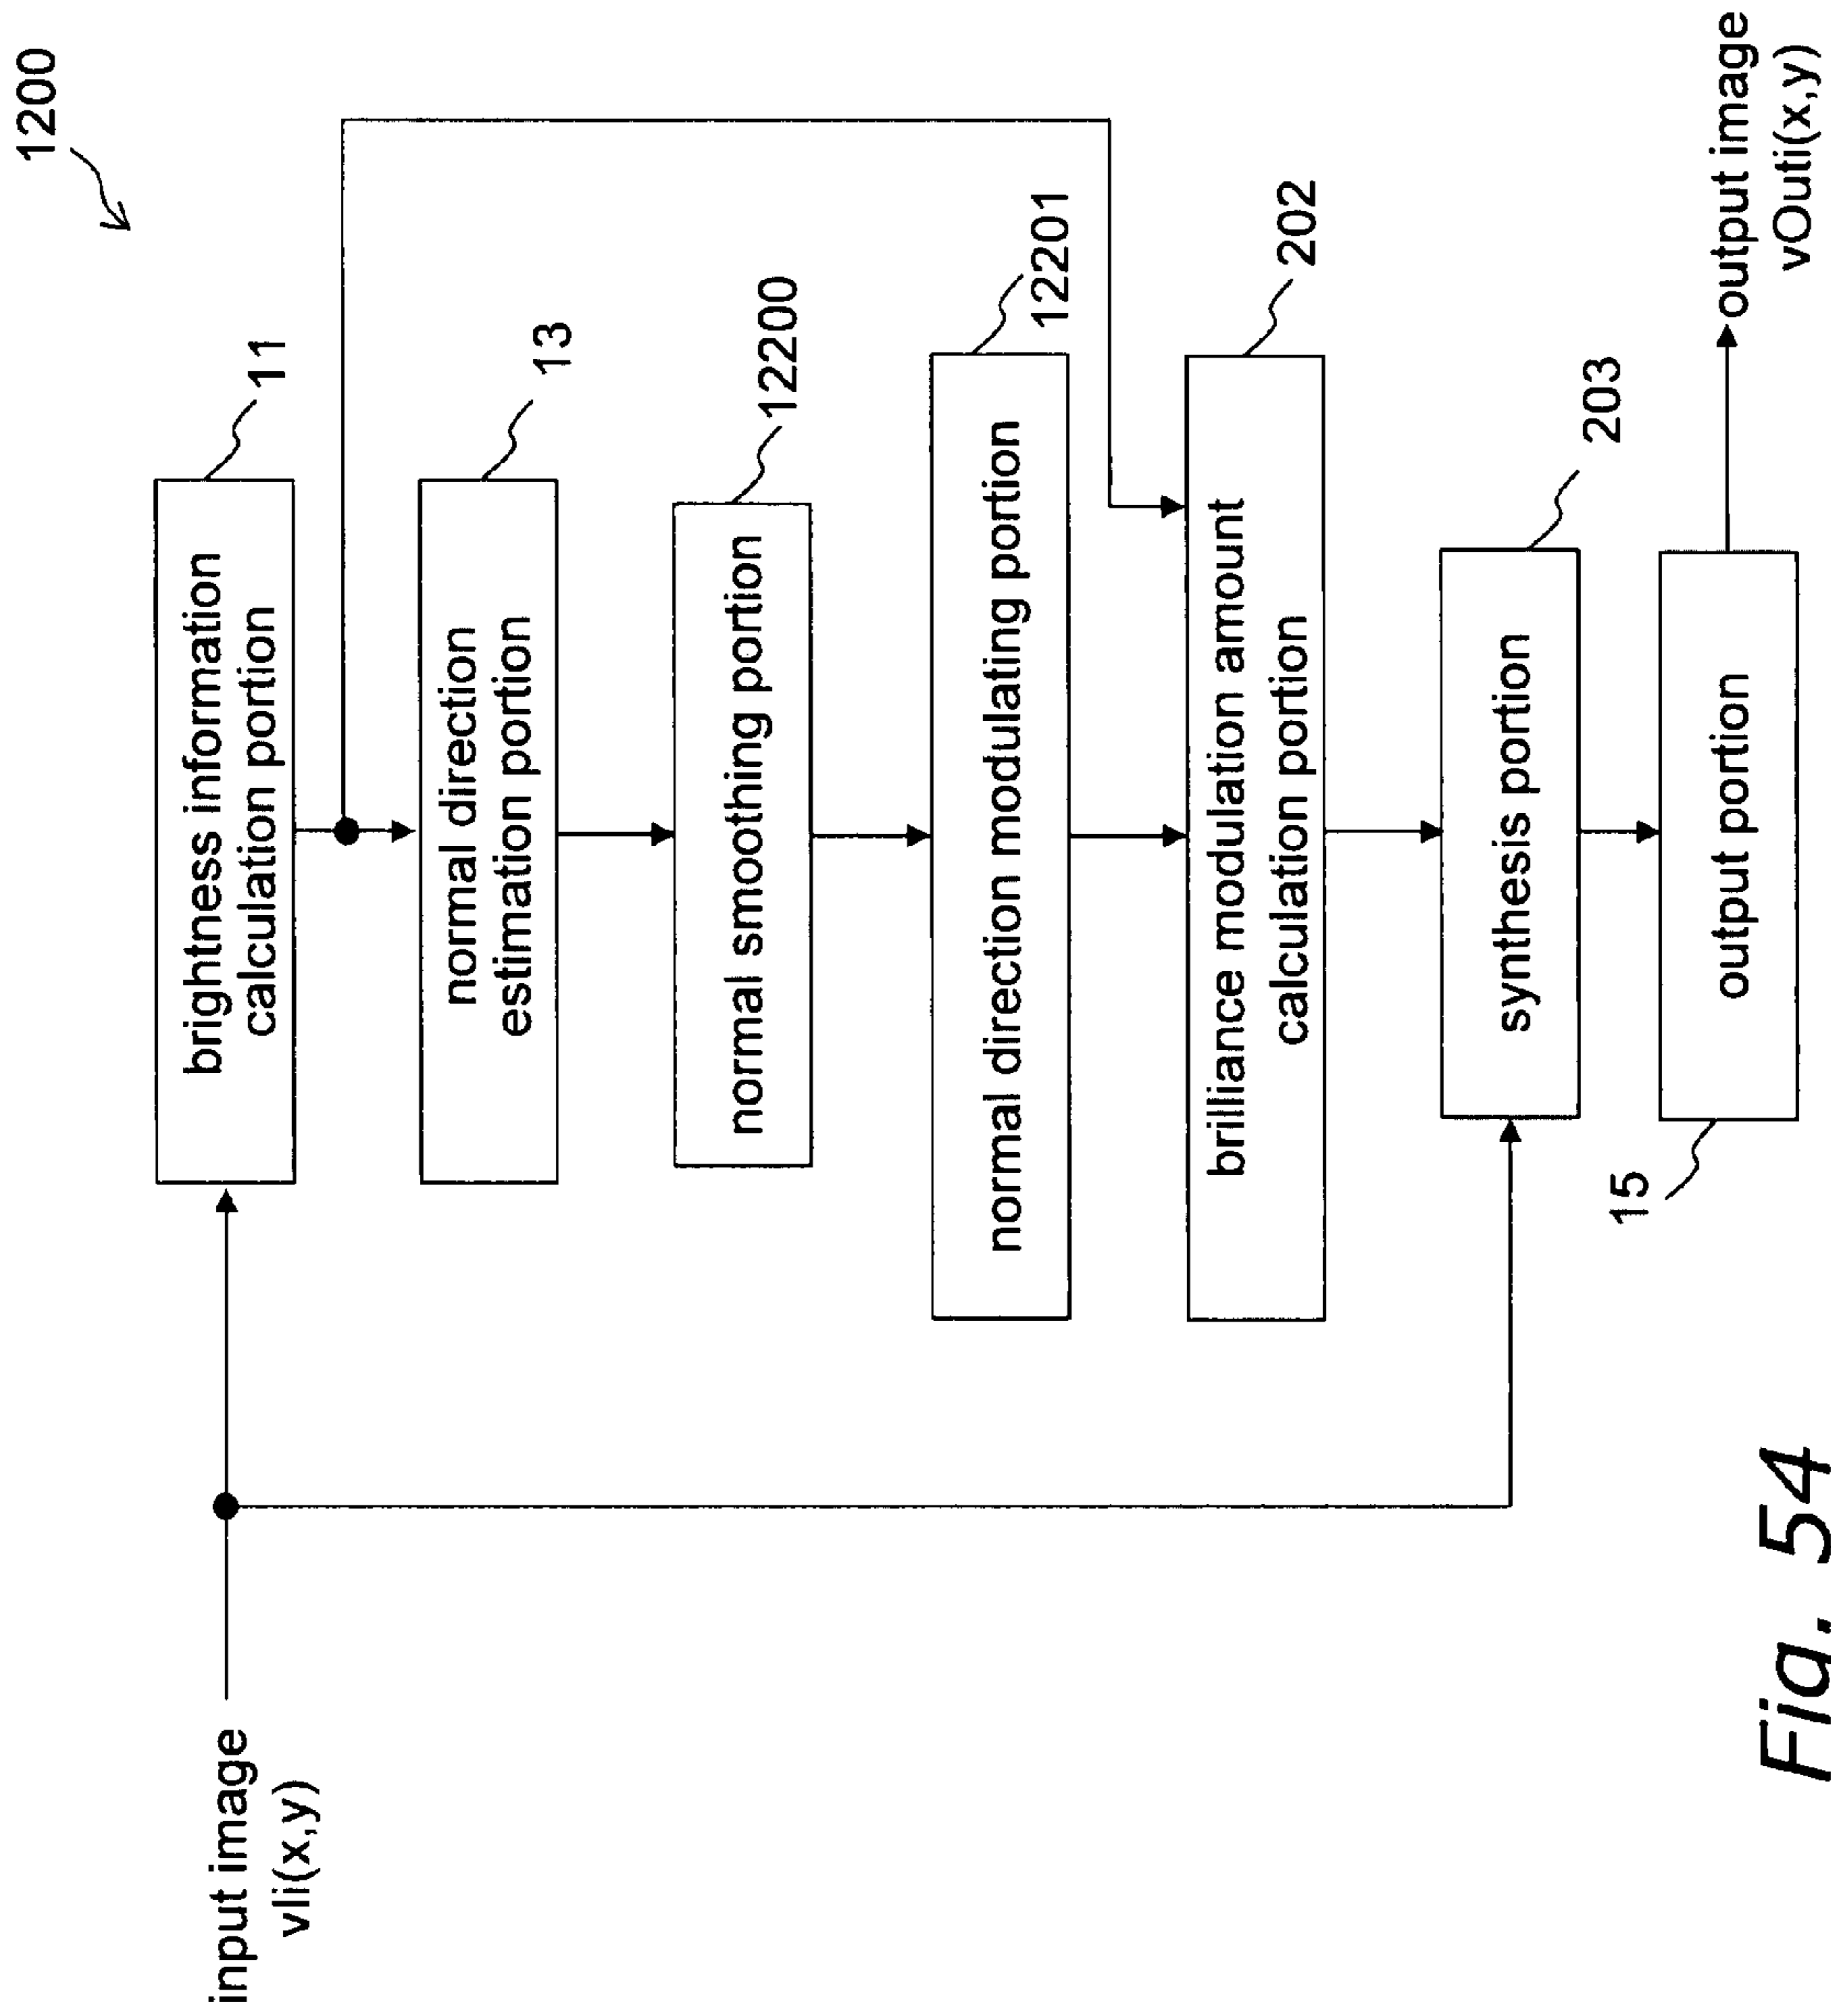 1200
input image
vIi(x,y)
brightness information
calculation portion
11
normal direction
estimation portion
13
normal smoothing portion
12200
normal direction modulating portion
12201
brilliance modulation amount
calculation portion
202
synthesis portion
203
output portion
15
output image
vOuti(x,y)
Fig. 54